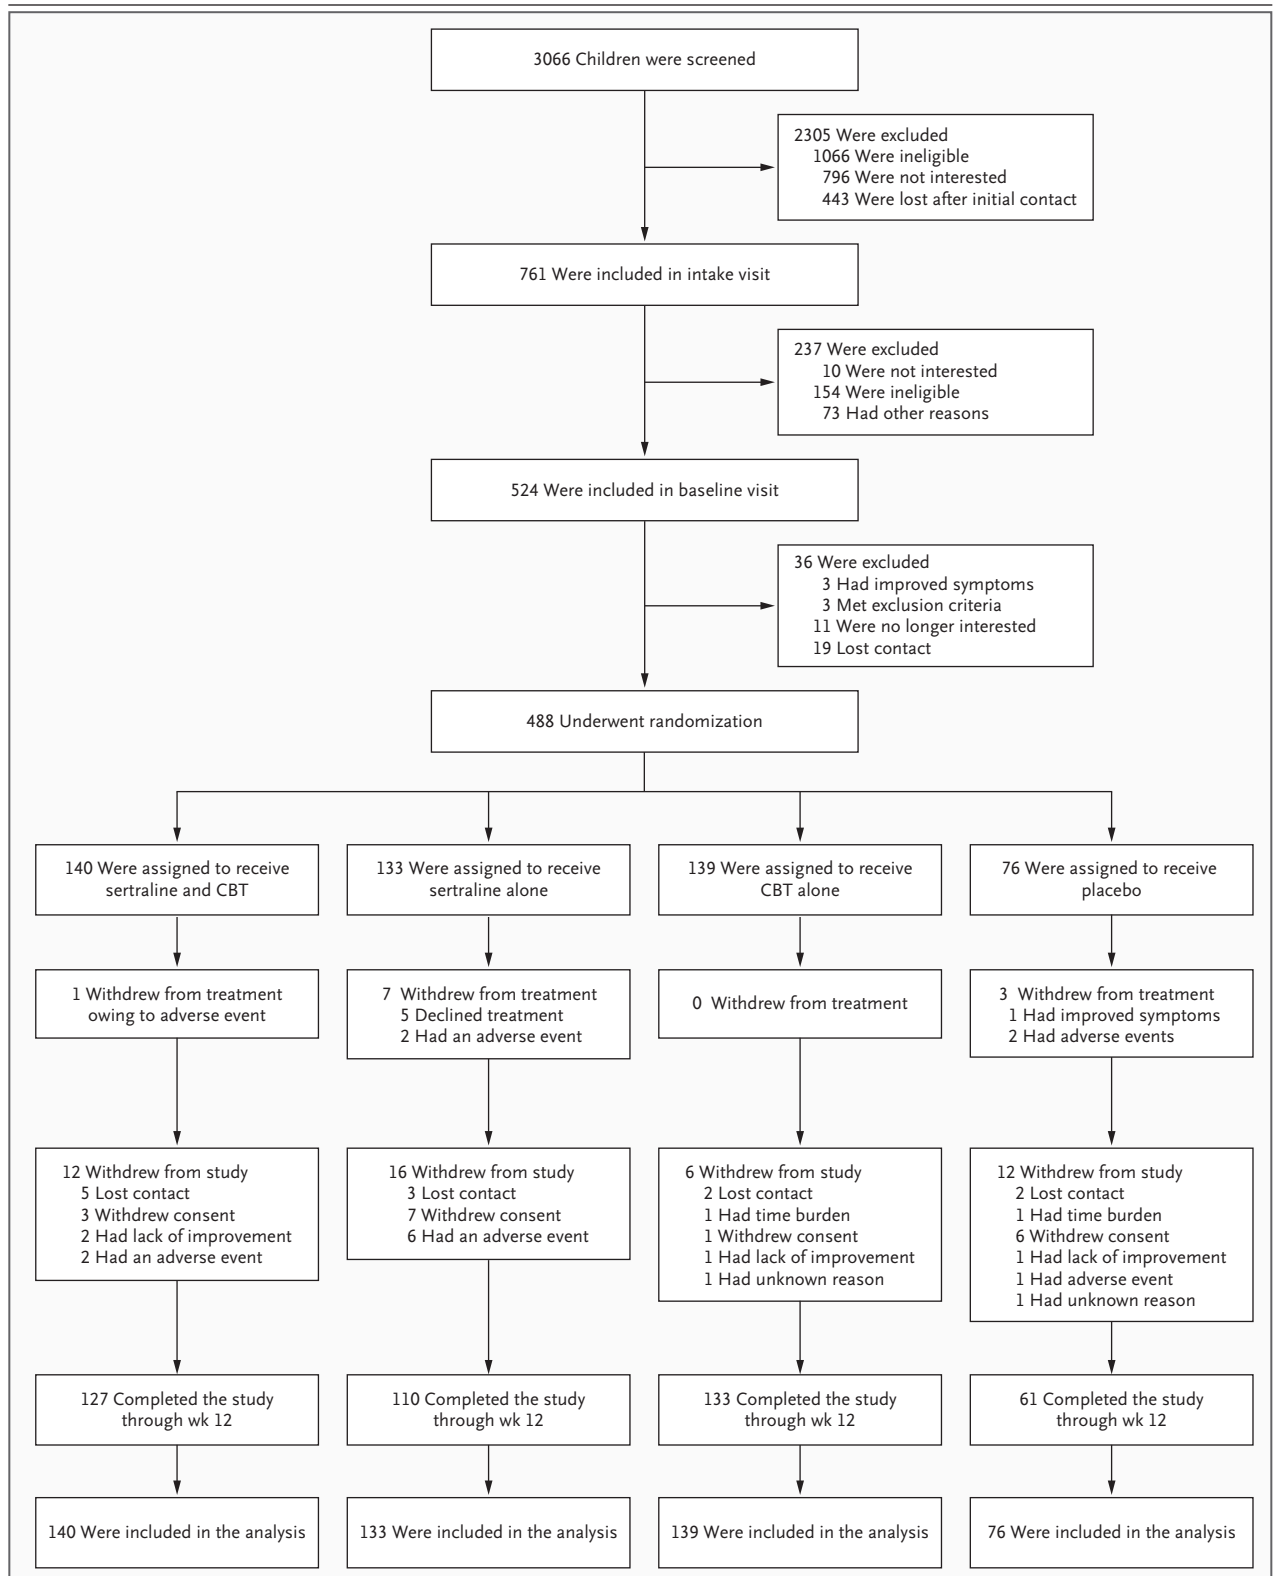 3066 Children were screened
2305 Were excluded
1066 Were ineligible
796 Were not interested
443 Were lost after initial contact
761 Were included in intake visit
237 Were excluded
10 Were not interested
154 Were ineligible
73 Had other reasons
524 Were included in baseline visit
36 Were excluded
3 Had improved symptoms
3 Met exclusion criteria
11 Were no longer interested
19 Lost contact
488 Underwent randomization
140 Were assigned to receive
sertraline and CBT
133 Were assigned to receive
sertraline alone
139 Were assigned to receive
CBT alone
76 Were assigned to receive
placebo
1 Withdrew from treatment
owing to adverse event
7 Withdrew from treatment
5 Declined treatment
2 Had an adverse event
0 Withdrew from treatment
3 Withdrew from treatment
1 Had improved symptoms
2 Had adverse events
12 Withdrew from study
5 Lost contact
3 Withdrew consent
2 Had lack of improvement
2 Had an adverse event
16 Withdrew from study
3 Lost contact
7 Withdrew consent
6 Had an adverse event
6 Withdrew from study
2 Lost contact
1 Had time burden
1 Withdrew consent
1 Had lack of improvement
1 Had unknown reason
12 Withdrew from study
2 Lost contact
1 Had time burden
6 Withdrew consent
1 Had lack of improvement
1 Had adverse event
1 Had unknown reason
127 Completed the study
through wk 12
110 Completed the study
through wk 12
133 Completed the study
through wk 12
61 Completed the study
through wk 12
140 Were included in the analysis
133 Were included in the analysis
139 Were included in the analysis
76 Were included in the analysis